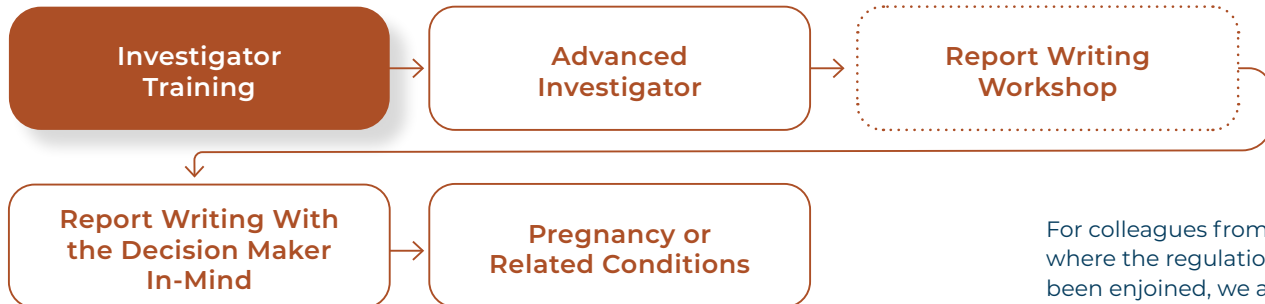 Investigator
Training
Advanced
Investigator
Report Writing
Workshop
Report Writing With
the Decision Maker
In-Mind
Pregnancy or
Related Conditions
For colleagues from
where the regulatio
been enjoined, we a